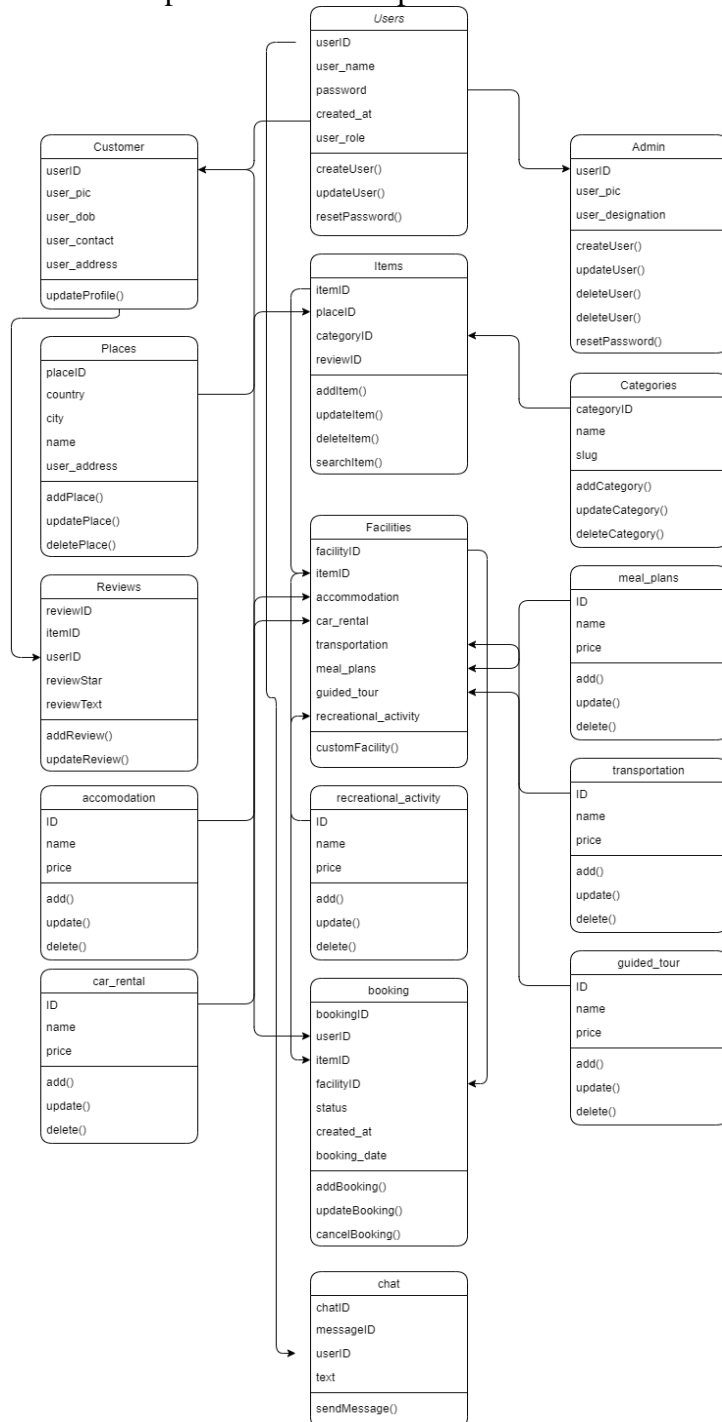 Users
userID
user_name
password
created_at
user_role
createUser()
updateUser()
resetPassword()
Customer
userID
user_pic
user_dob
user_contact
user_address
updateProfile()
Admin
userID
user_pic
user_designation
createUser()
updateUser()
deleteUser()
deleteUser()
resetPassword()
Items
itemID
placeID
categoryID
reviewID
addItem()
updateItem()
deleteItem()
searchItem()
Places
placeID
country
city
name
user_address
addPlace()
updatePlace()
deletePlace()
Categories
categoryID
name
slug
addCategory()
updateCategory()
deleteCategory()
Facilities
facilityID
itemID
accommodation
car_rental
transportation
meal_plans
guided_tour
recreational_activity
customFacility()
Reviews
reviewID
itemID
userID
reviewStar
reviewText
addReview()
updateReview()
meal_plans
ID
name
price
add()
update()
delete()
accomodation
ID
name
price
add()
update()
delete()
recreational_activity
ID
name
price
add()
update()
delete()
transportation
ID
name
price
add()
update()
delete()
car_rental
ID
name
price
add()
update()
delete()
booking
bookingID
userID
itemID
facilityID
status
created_at
booking_date
addBooking()
updateBooking()
cancelBooking()
guided_tour
ID
name
price
add()
update()
delete()
chat
chatID
messageID
userID
text
sendMessage()